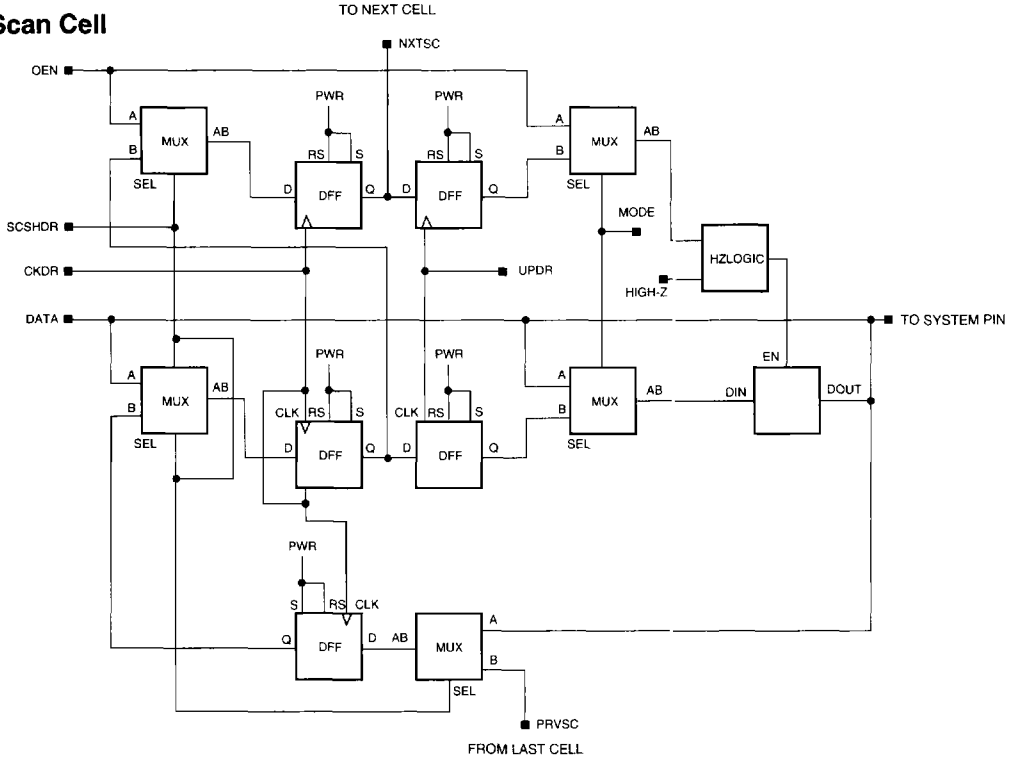 Scan Cell
TO NEXT CELL
NXTSC
OEN
PWR
PWR
A
MUX
AB
B
SEL
RS
S
D
DFF
Q
RS
S
D
DFF
Q
A
MUX
AB
B
SEL
SCSHDR
MODE
CKDR
UPDR
HZLOGIC
HIGH-Z
DATA
TO SYSTEM PIN
PWR
PWR
EN
A
MUX
AB
B
SEL
CLK
RS
S
D
DFF
Q
CLK
RS
S
D
DFF
Q
A
MUX
AB
B
SEL
DIN
DOUT
PWR
S
RS
CLK
Q
DFF
D
AB
MUX
A
B
SEL
PRVSC
FROM LAST CELL